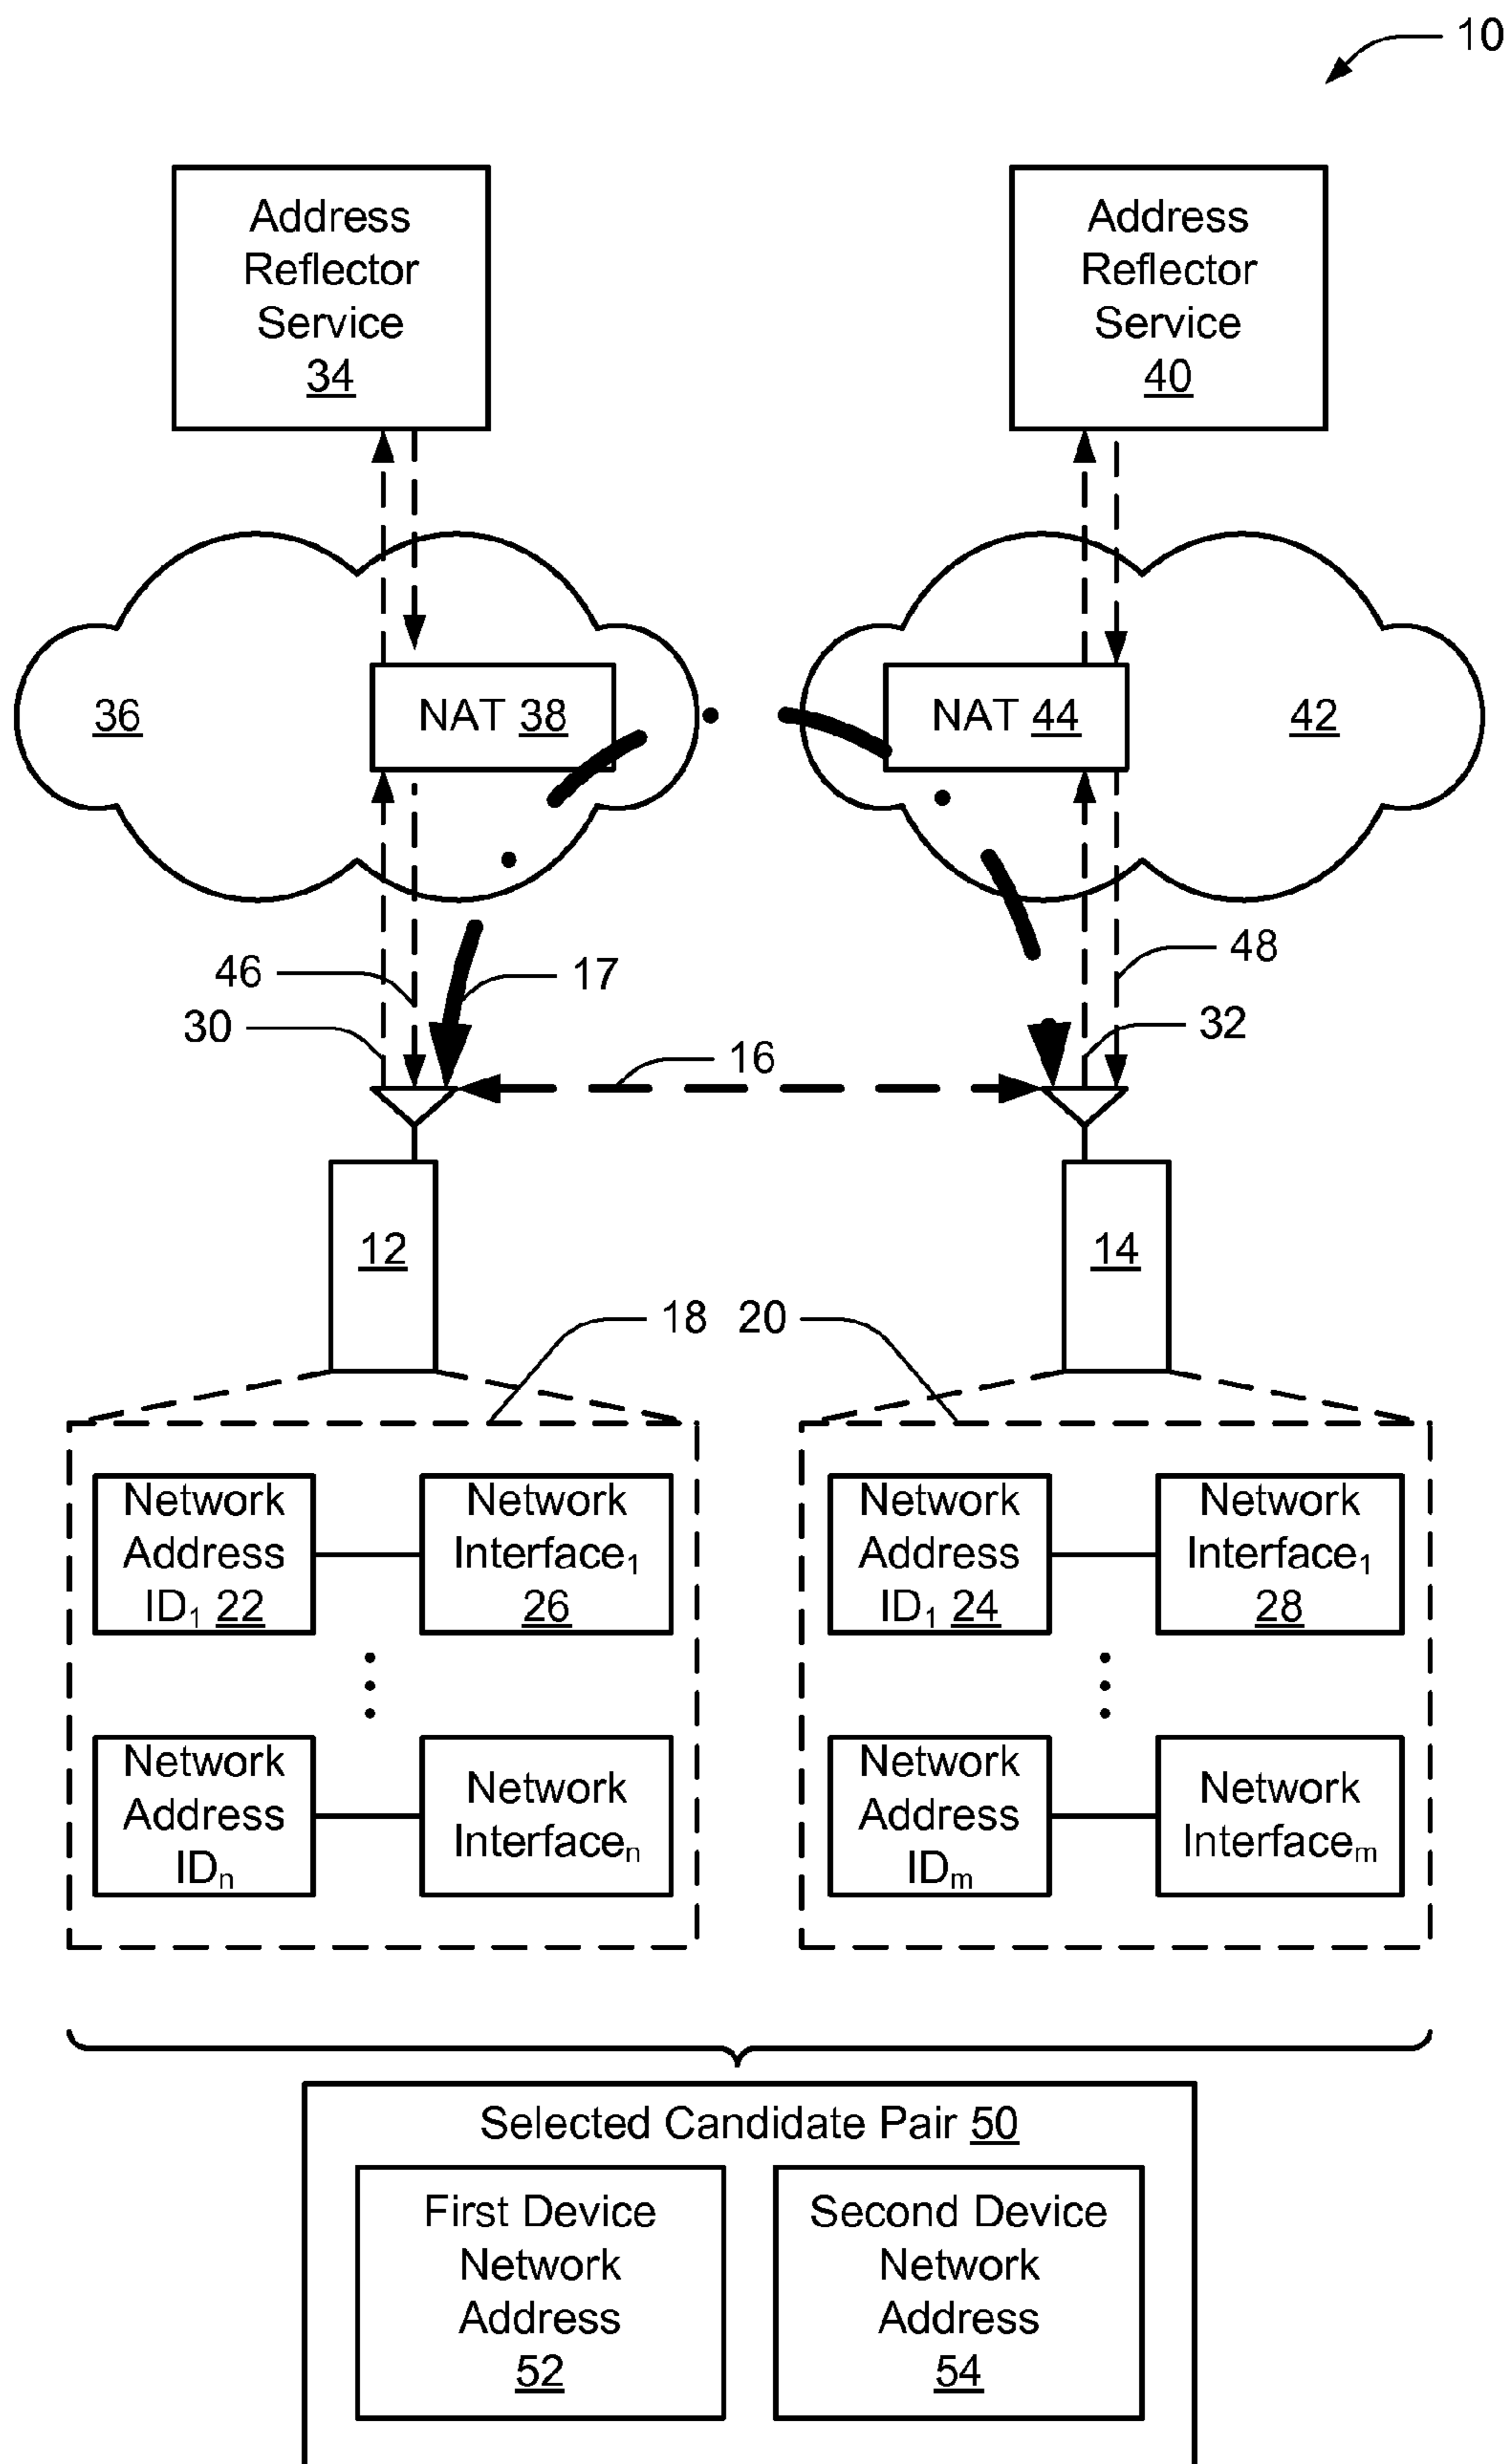 10
Address
Reflector
Service
34
Address
Reflector
Service
40
36
NAT 38
NAT 44
42
46
17
48
30
32
16
12
14
18
20
Network
Address
ID1 22
Network
Interface1
26
Network
Address
ID1 24
Network
Interface1
28
Network
Address
IDn
Network
Interfacen
Network
Address
IDm
Network
Interfacem
Selected Candidate Pair 50
First Device
Network
Address
52
Second Device
Network
Address
54